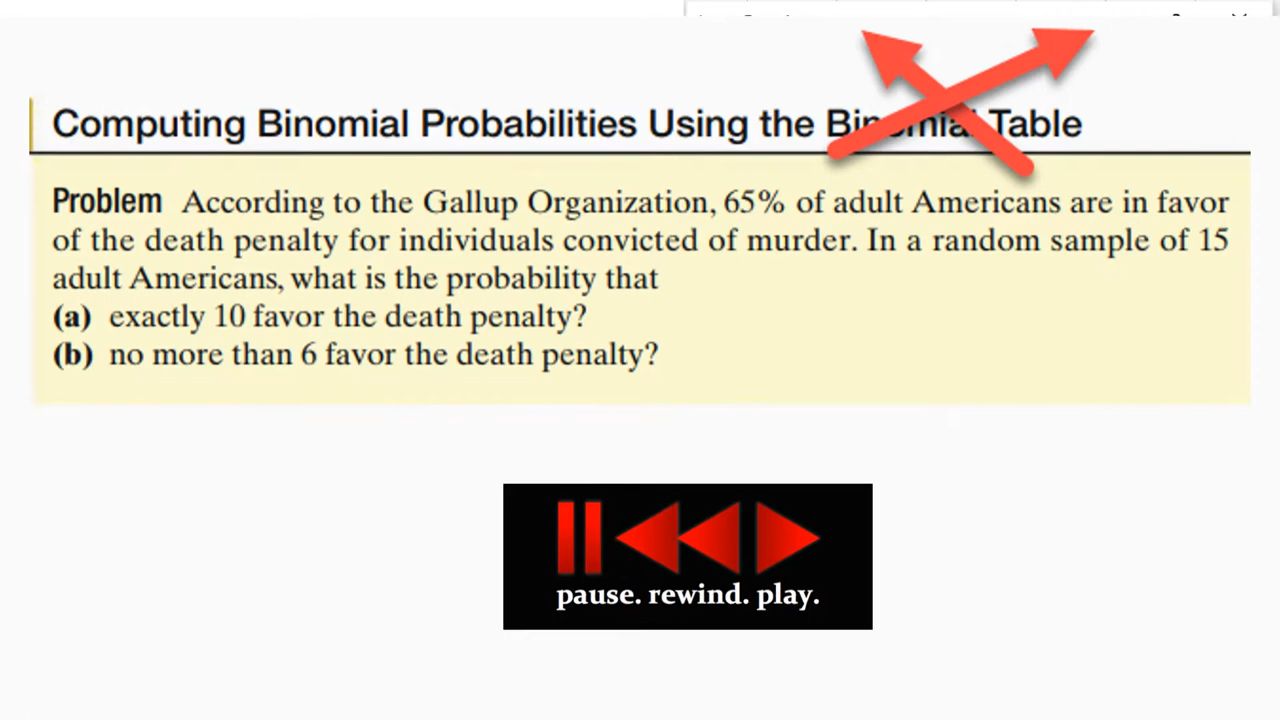 Computing Binomial Probabilities Using the Binomial Table
Problem According to the Gallup Organization, 65% of adult Americans are in favor
of the death penalty for individuals convicted of murder. In a random sample of 15
adult Americans, what is the probability that
(a) exactly 10 favor the death penalty?
(b) no more than 6 favor the death penalty?
pause. rewind. play.